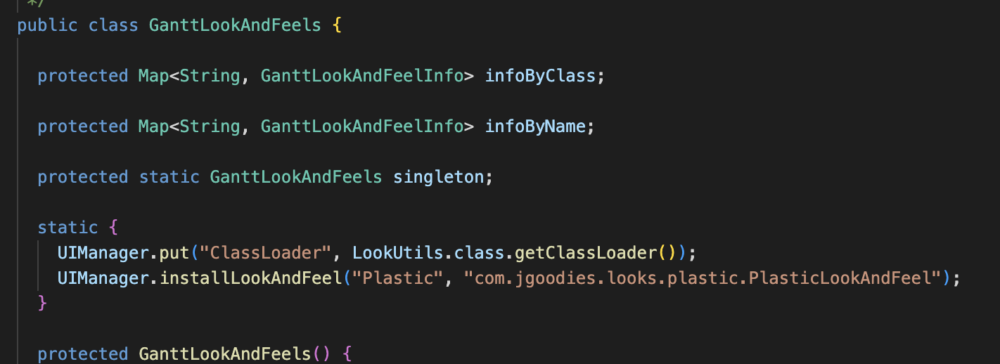 */
public class GanttLookAndFeels {
protected Map<String, GanttLookAndFeelInfo> infoByClass;
protected Map<String, GanttLookAndFeelInfo> infoByName;
protected static GanttLookAndFeels singleton;
static {
UIManager.put("ClassLoader", LookUtils.class.getClassLoader());
UIManager.installLookAndFeel("Plastic", "com.jgoodies.looks.plastic.PlasticLookAndFeel");
}
protected GanttLookAndFeels() {